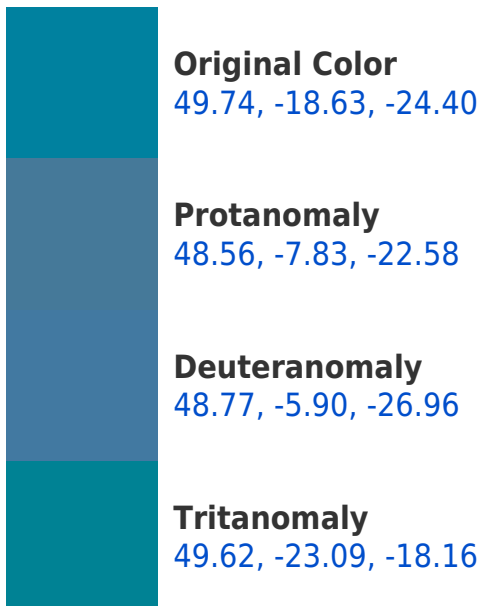 Original Color
49.74, -18.63, -24.40
Protanomaly
48.56, -7.83, -22.58
Deuteranomaly
48.77, -5.90, -26.96
Tritanomaly
49.62, -23.09, -18.16